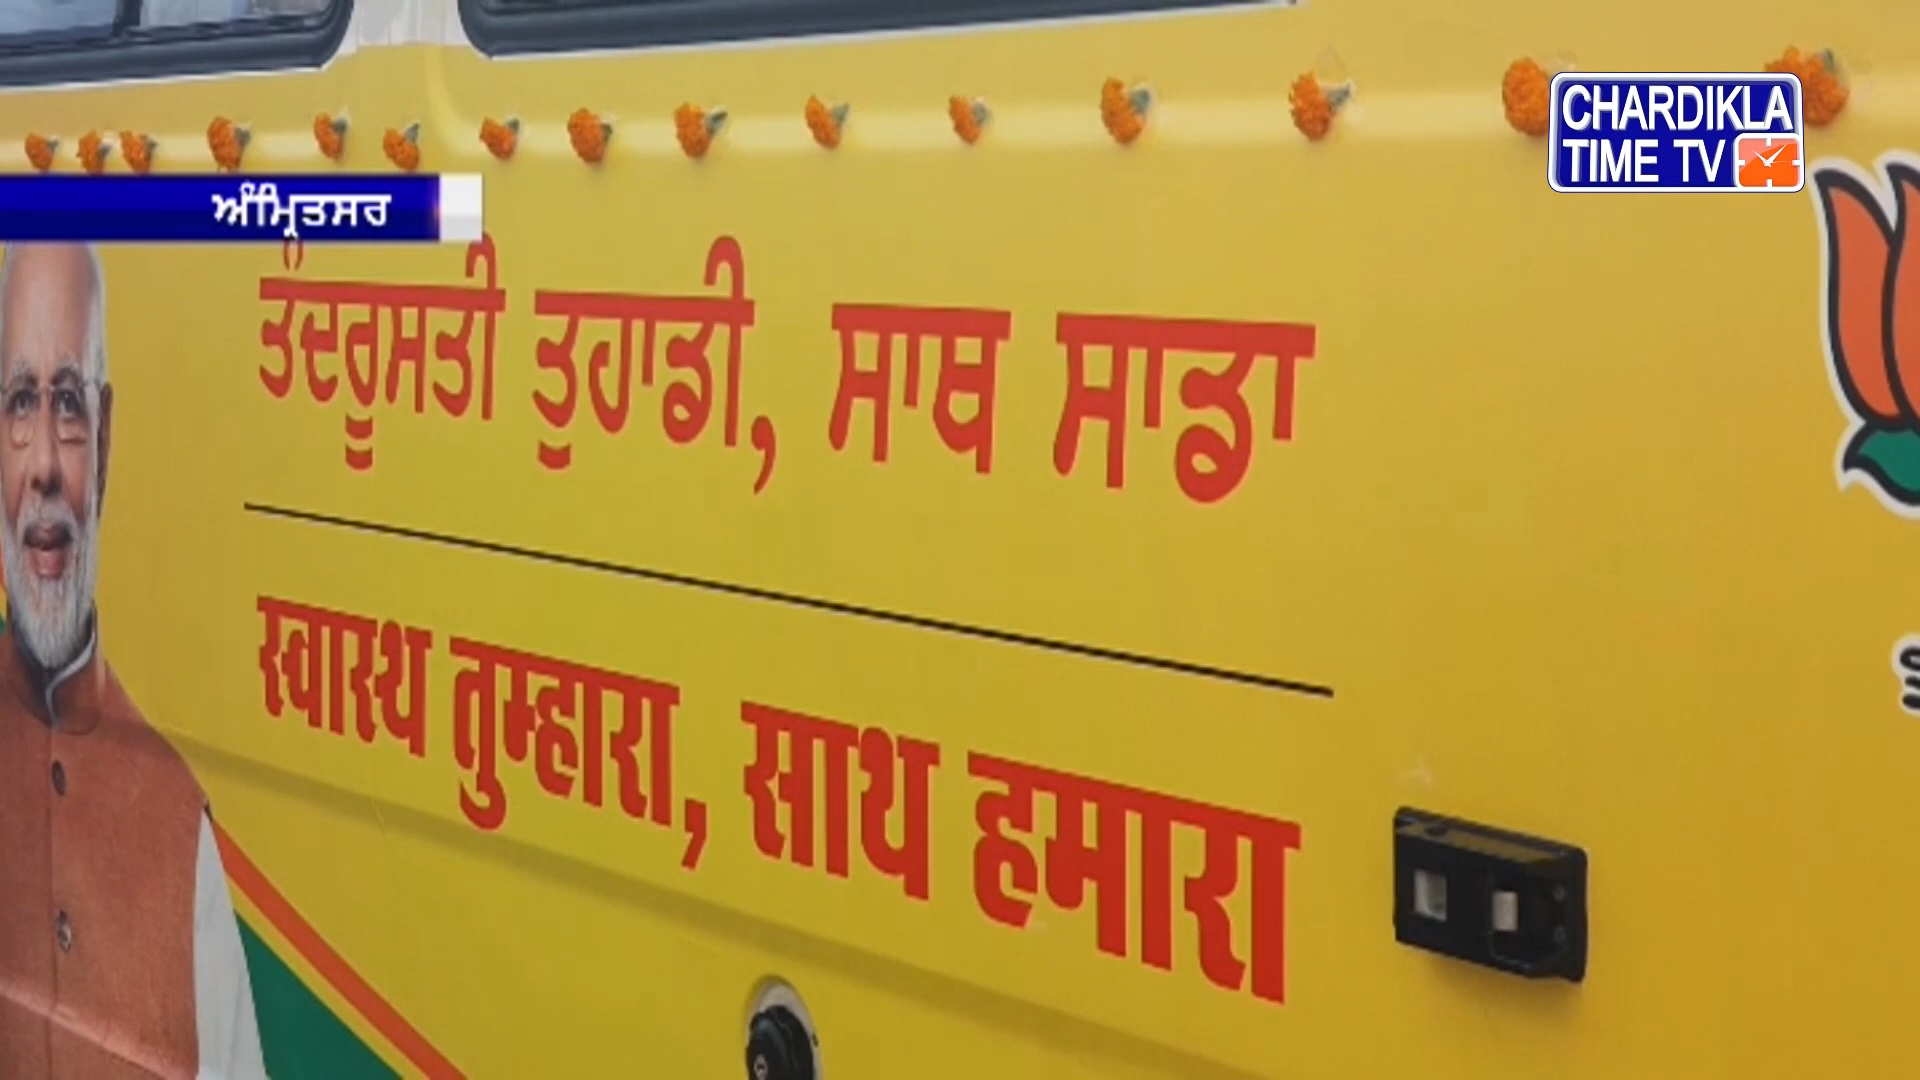 CHARDIKLA
TIME TV
ਅੰਮ੍ਰਿਤਸਰ
ਤੰਦਰੂਸਤੀ ਤੁਹਾਡੀ, ਸਾਥ ਸਾਡਾ
स्वास्थ तुम्हारा, साथ हमारा